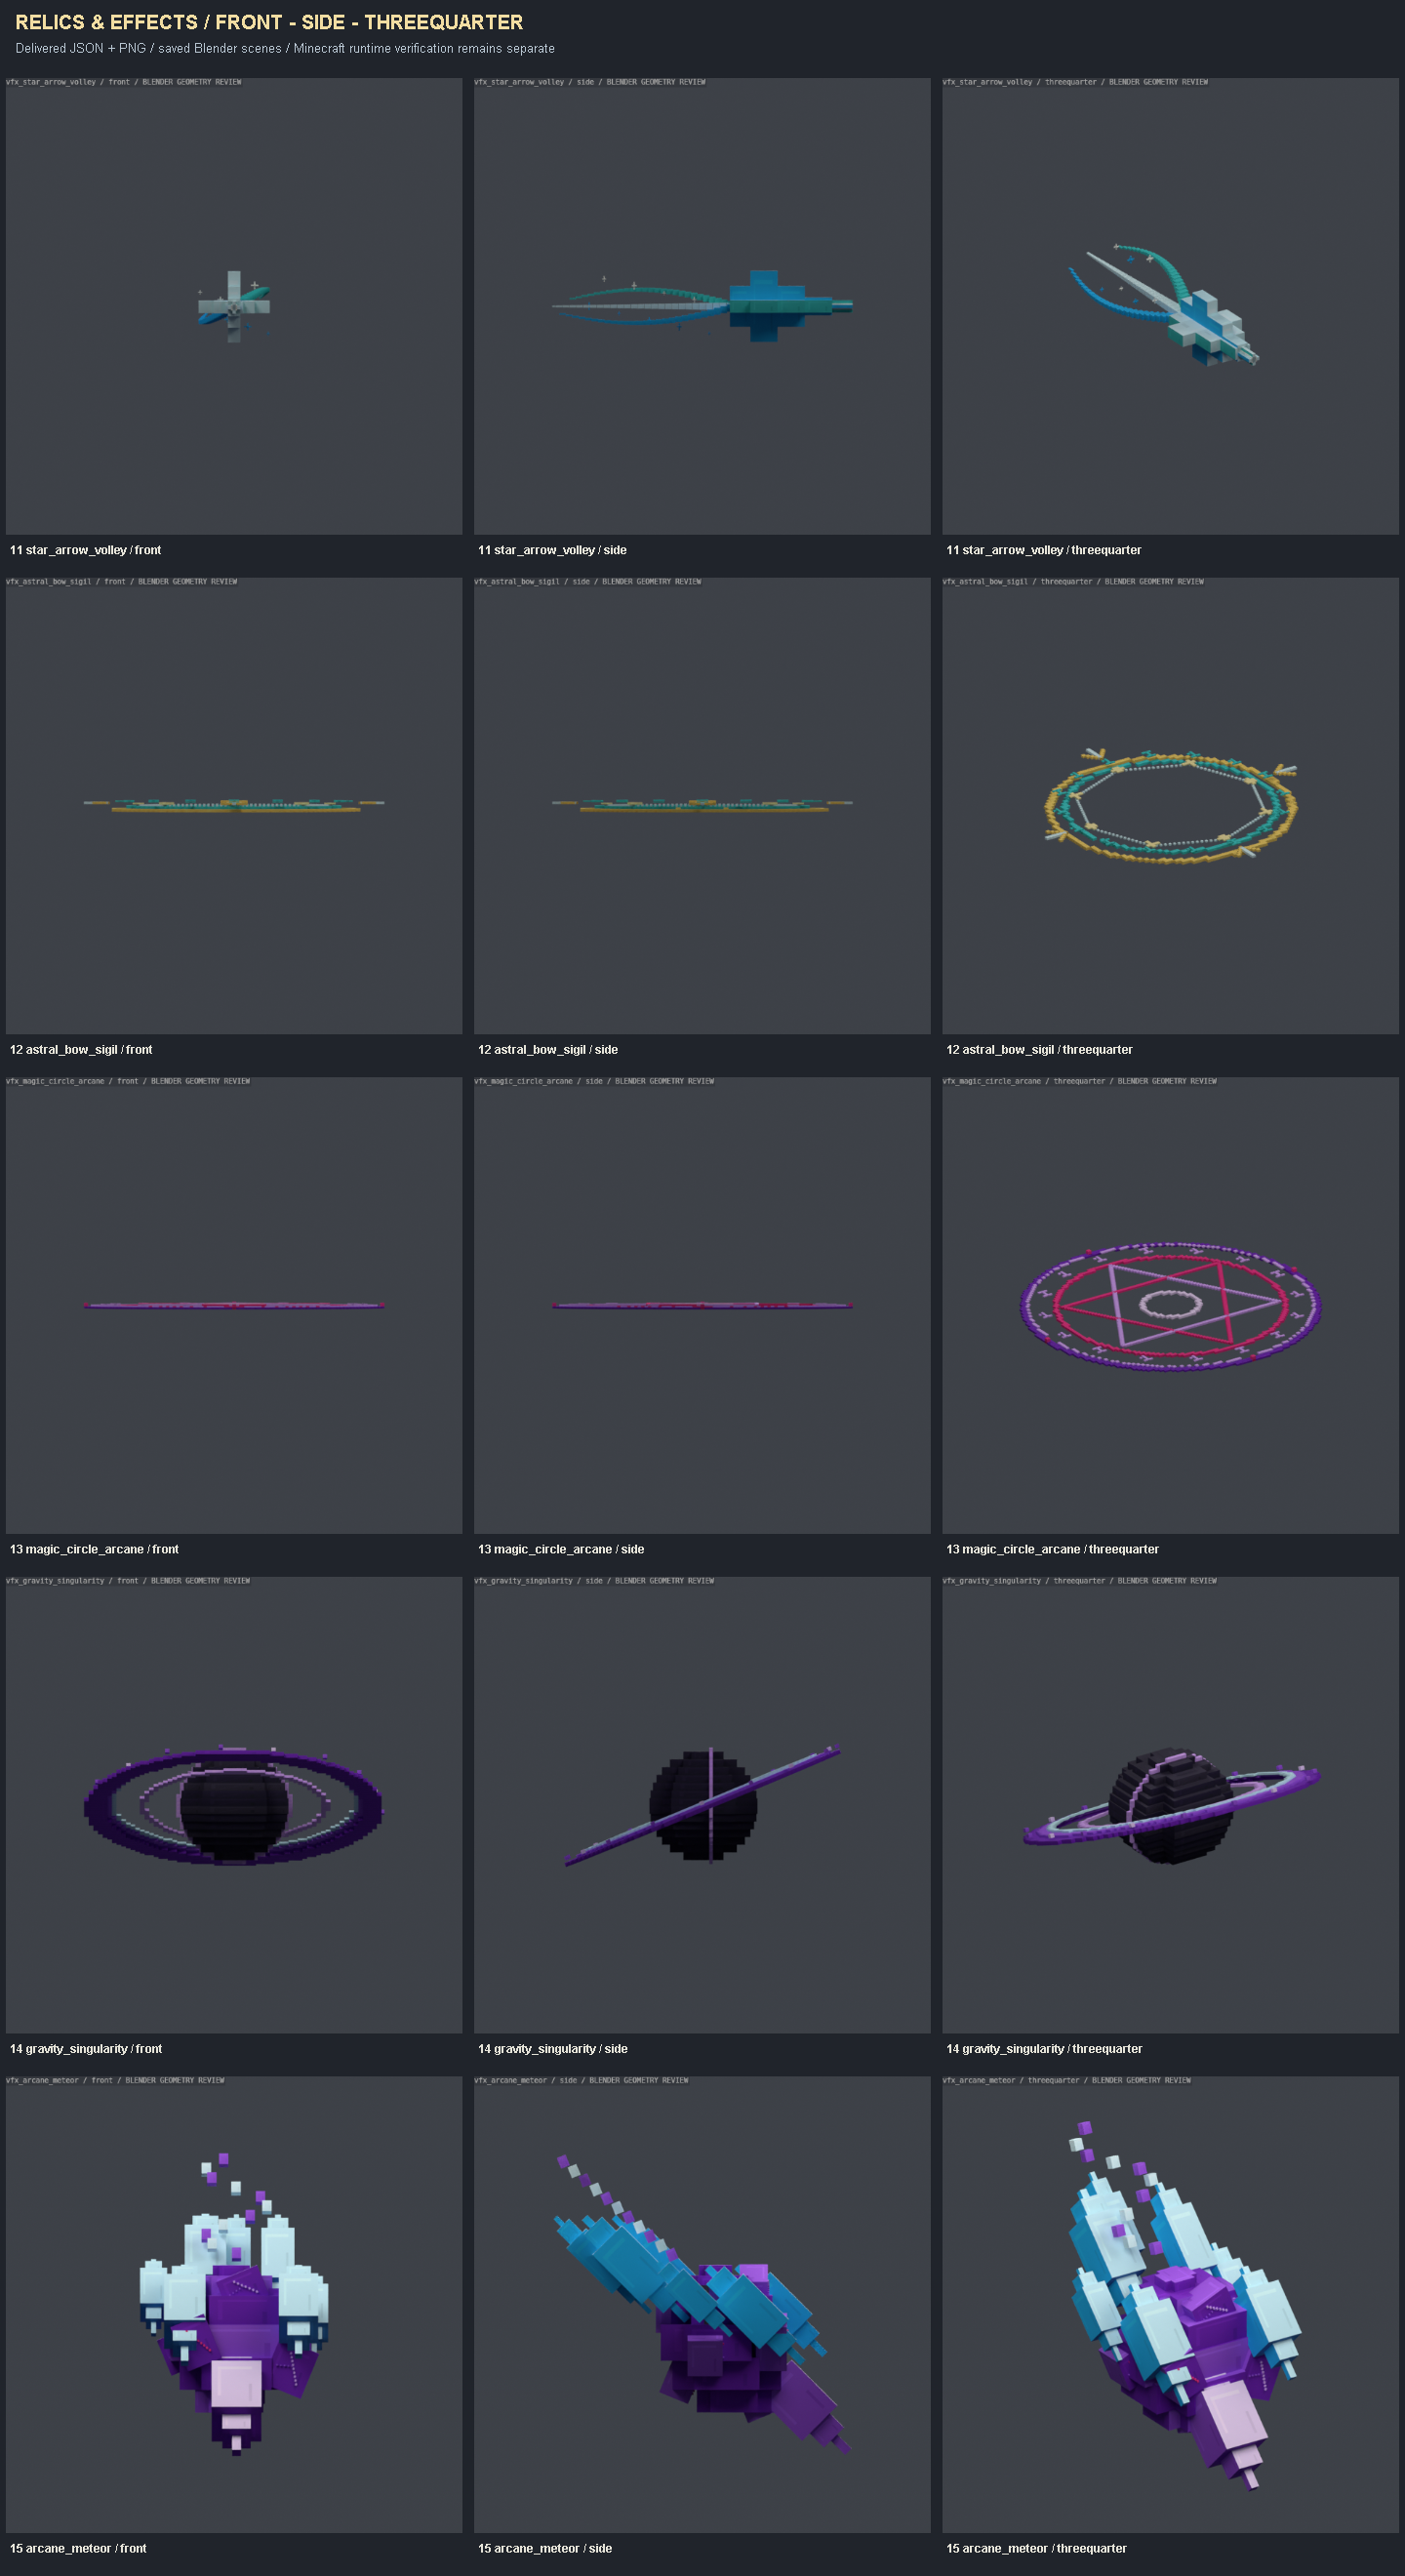 RELICS & EFFECTS / FRONT - SIDE - THREEQUARTER
Delivered JSON + PNG / saved Blender scenes / Minecraft runtime verification remains separate
vfx_star_arrow_volley / front / BLENDER GEOMETRY REVIEW
vfx_star_arrow_volley / side / BLENDER GEOMETRY REVIEW
vfx_star_arrow_volley / threequarter / BLENDER GEOMETRY REVIEW
11 star_arrow_volley / front
11 star_arrow_volley / side
11 star_arrow_volley / threequarter
vfx_astral_bow_sigil / front / BLENDER GEOMETRY REVIEW
vfx_astral_bow_sigil / side / BLENDER GEOMETRY REVIEW
vfx_astral_bow_sigil / threequarter / BLENDER GEOMETRY REVIEW
12 astral_bow_sigil / front
12 astral_bow_sigil / side
12 astral_bow_sigil / threequarter
vfx_magic_circle_arcane / front / BLENDER GEOMETRY REVIEW
vfx_magic_circle_arcane / side / BLENDER GEOMETRY REVIEW
vfx_magic_circle_arcane / threequarter / BLENDER GEOMETRY REVIEW
13 magic_circle_arcane / front
13 magic_circle_arcane / side
13 magic_circle_arcane / threequarter
vfx_gravity_singularity / front / BLENDER GEOMETRY REVIEW
vfx_gravity_singularity / side / BLENDER GEOMETRY REVIEW
vfx_gravity_singularity / threequarter / BLENDER GEOMETRY REVIEW
14 gravity_singularity / front
14 gravity_singularity / side
14 gravity_singularity / threequarter
vfx_arcane_meteor / front / BLENDER GEOMETRY REVIEW
vfx_arcane_meteor / side / BLENDER GEOMETRY REVIEW
vfx_arcane_meteor / threequarter / BLENDER GEOMETRY REVIEW
15 arcane_meteor / front
15 arcane_meteor / side
15 arcane_meteor / threequarter